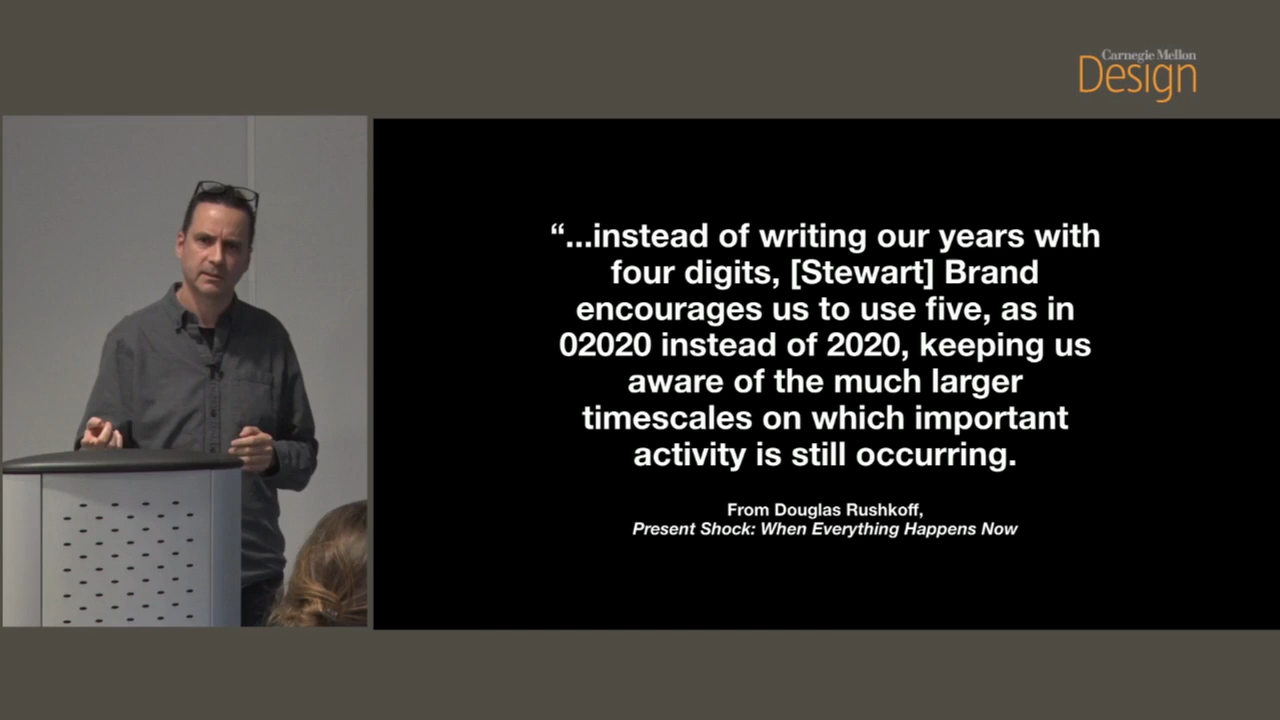 Carnegie Mellon
Design
“...instead of writing our years with
four digits, [Stewart] Brand
encourages us to use five, as in
02020 instead of 2020, keeping us
aware of the much larger
timescales on which important
activity is still occurring.
From Douglas Rushkoff,
Present Shock: When Everything Happens Now